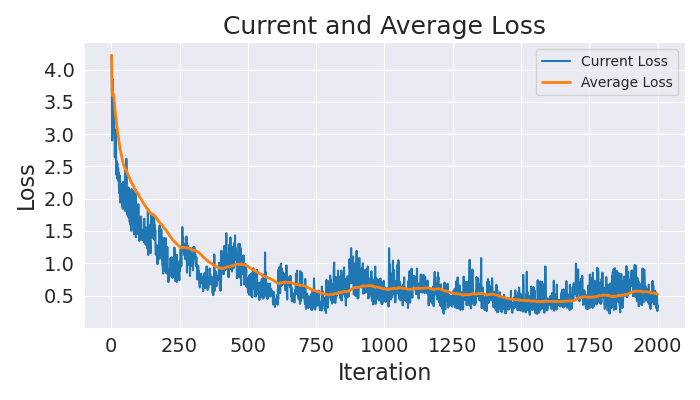 Current and Average Loss
Current Loss
Average Loss
Loss
4.0
3.5
3.0
2.5
2.0
1.5
1.0
0.5
0 250 500 750 1000 1250 1500 1750 2000
Iteration